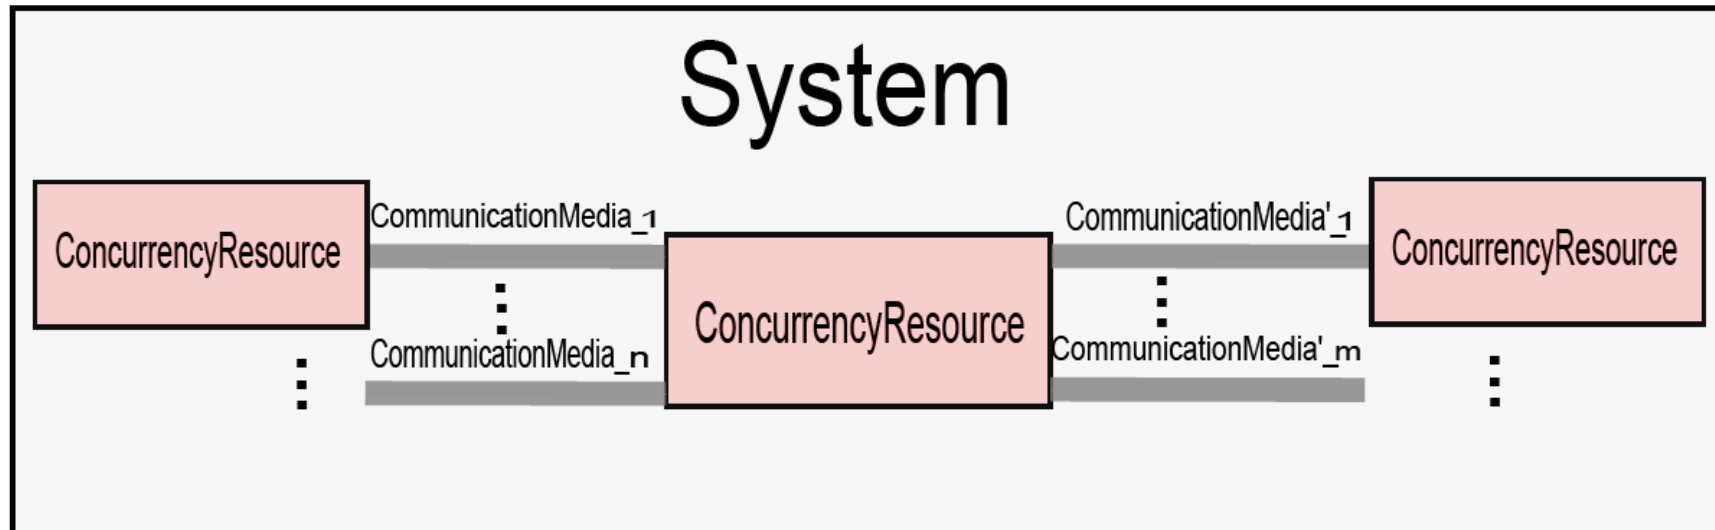 System
CommunicationMedia_1
CommunicationMedia'_1
ConcurrencyResource
ConcurrencyResource
ConcurrencyResource
CommunicationMedia_n
CommunicationMedia'_m